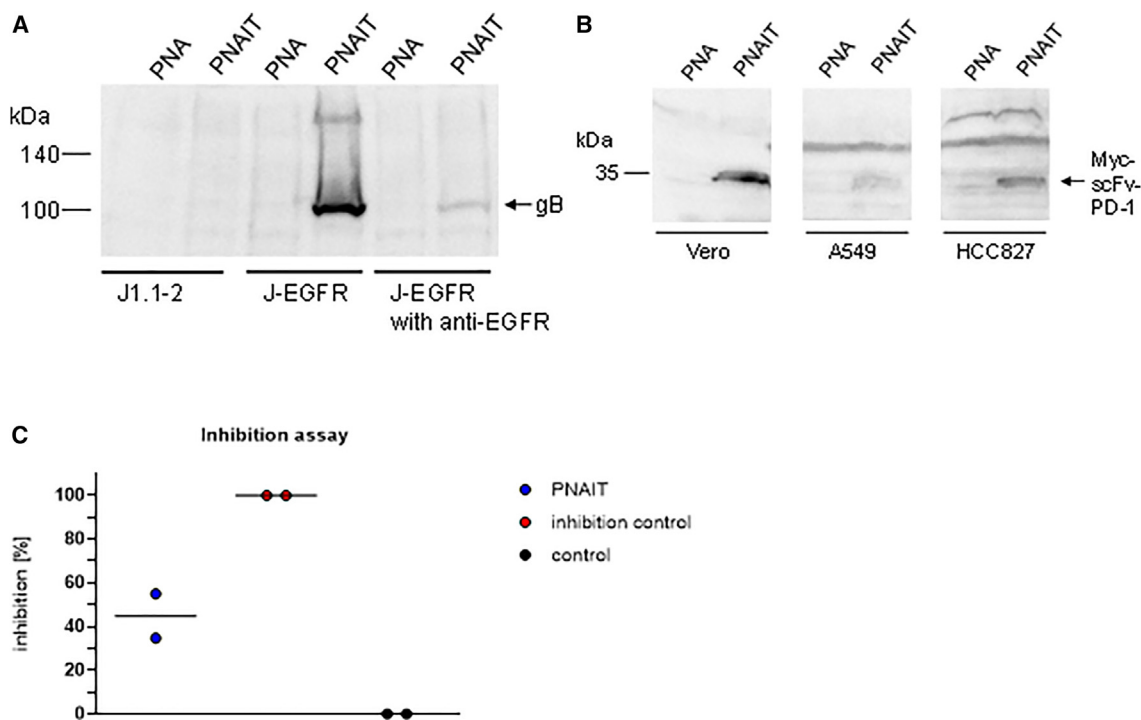 A
PNA PNAIT PNA PNAIT PNA PNAIT
kDa
140
100
gB
J1.1-2 J-EGFR J-EGFR
with anti-EGFR
B
PNA PNAIT PNA PNAIT PNA PNAIT
kDa
35
Myc-
scFv-
PD-1
Vero A549 HCC827
C
Inhibition assay
inhibition [%]
100
80
60
40
20
0
PNAIT
inhibition control
control